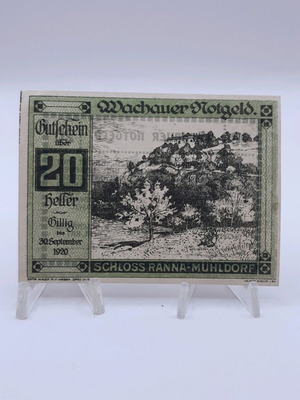 Wachauer Notgeld.
Gutschein
über
20
Heller
Giltig
bis
30. September
1920
SCHLOSS RANNA-MÜHLDORF